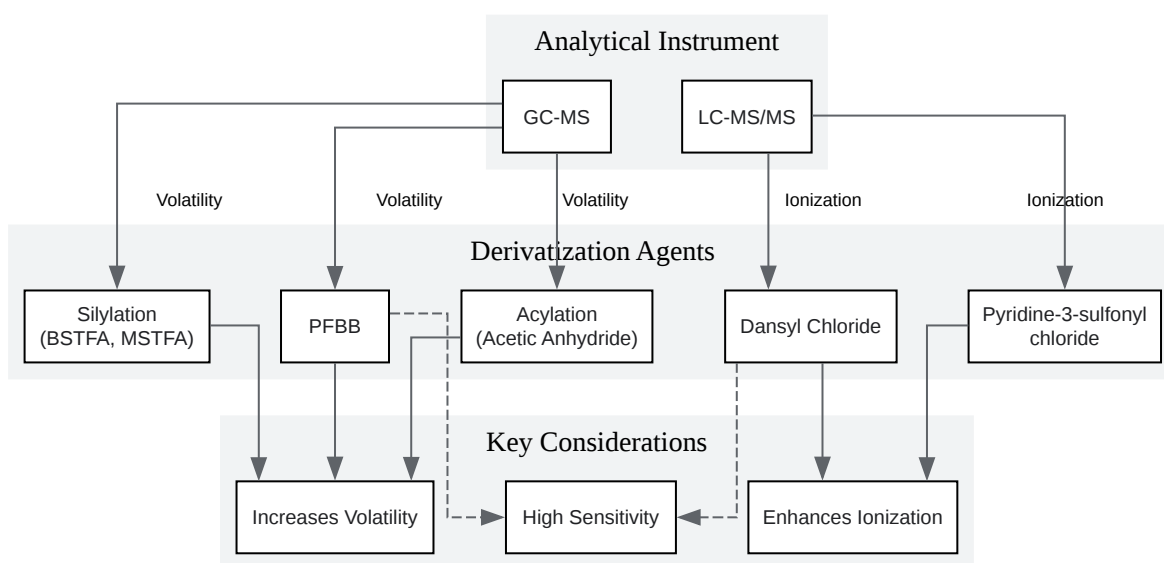 Analytical Instrument
GC-MS
LC-MS/MS
Volatility
Volatility
Volatility
Ionization
Ionization
Derivatization Agents
Silylation
(BSTFA, MSTFA)
PFBB
Acylation
(Acetic Anhydride)
Dansyl Chloride
Pyridine-3-sulfonyl
chloride
Key Considerations
Increases Volatility
High Sensitivity
Enhances Ionization